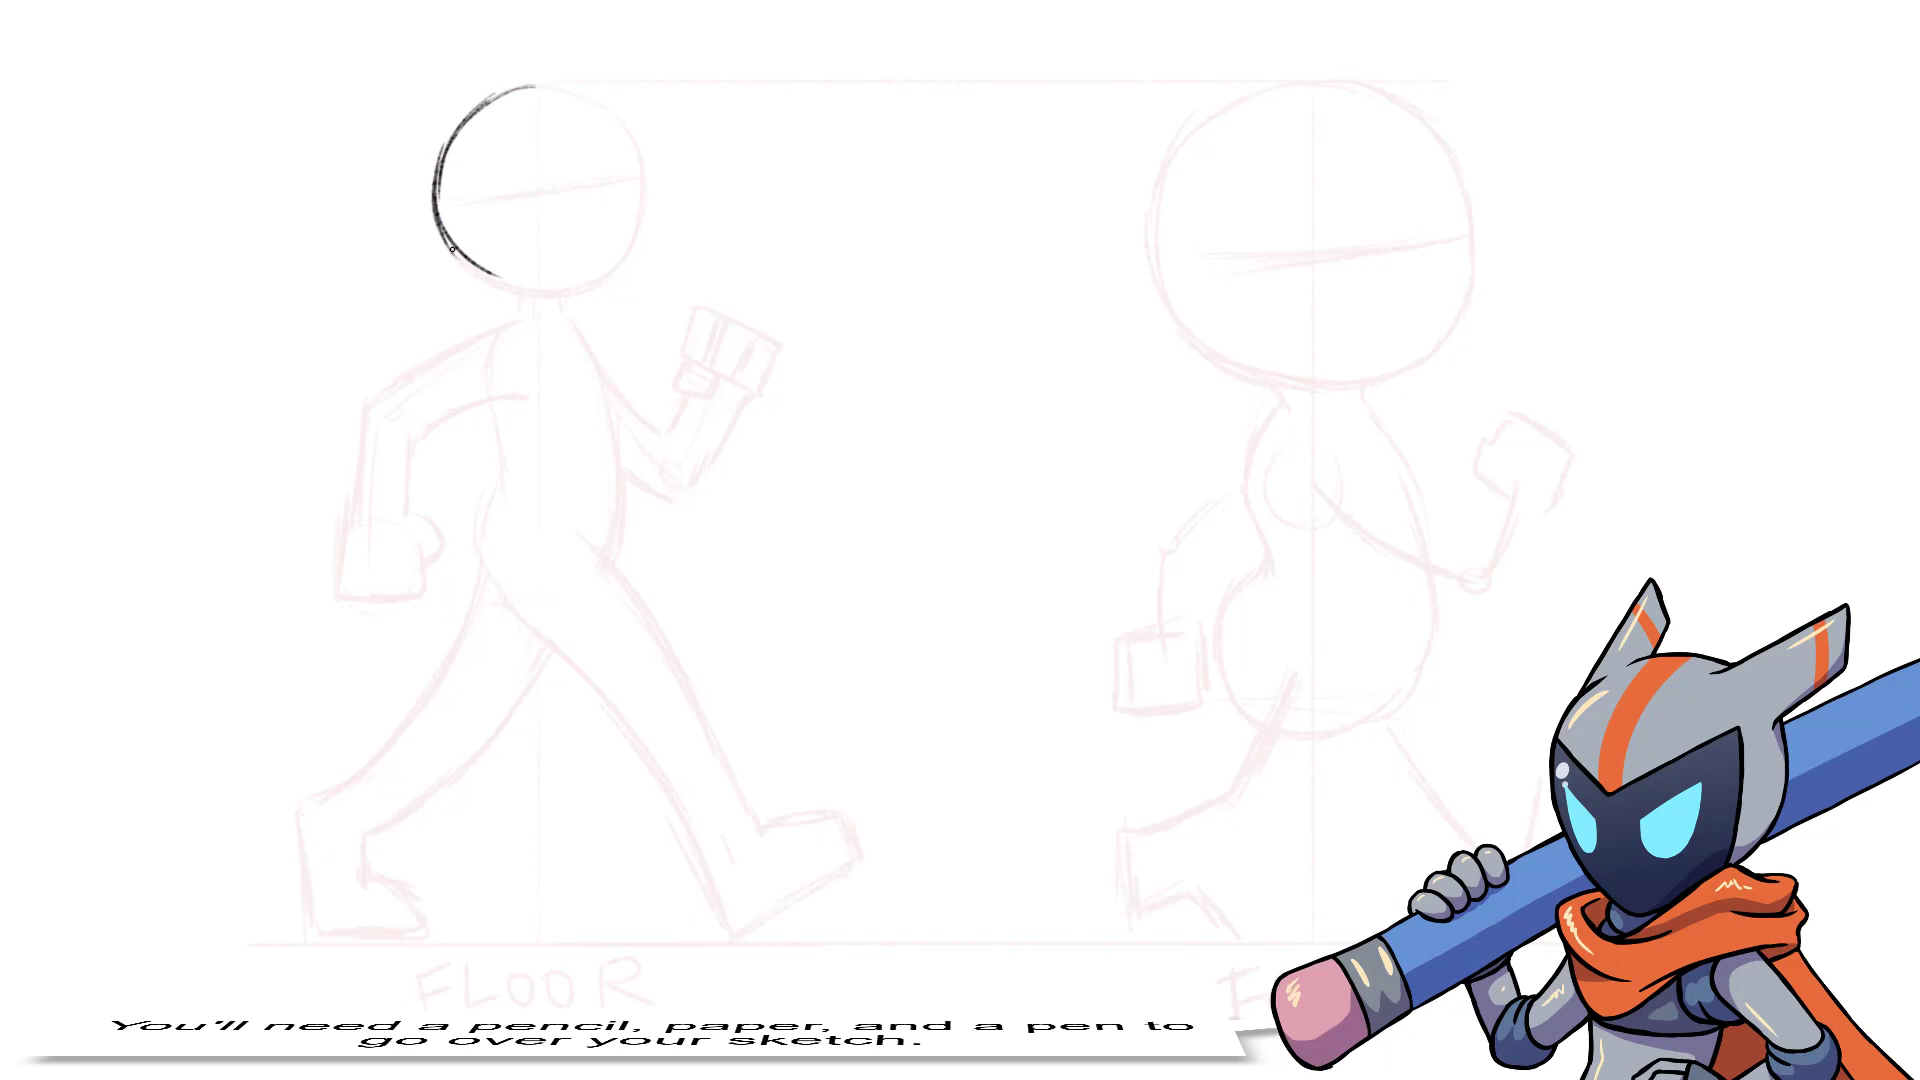 FLOOR
F
You'll need a pencil, paper, and a pen to
go over your sketch.